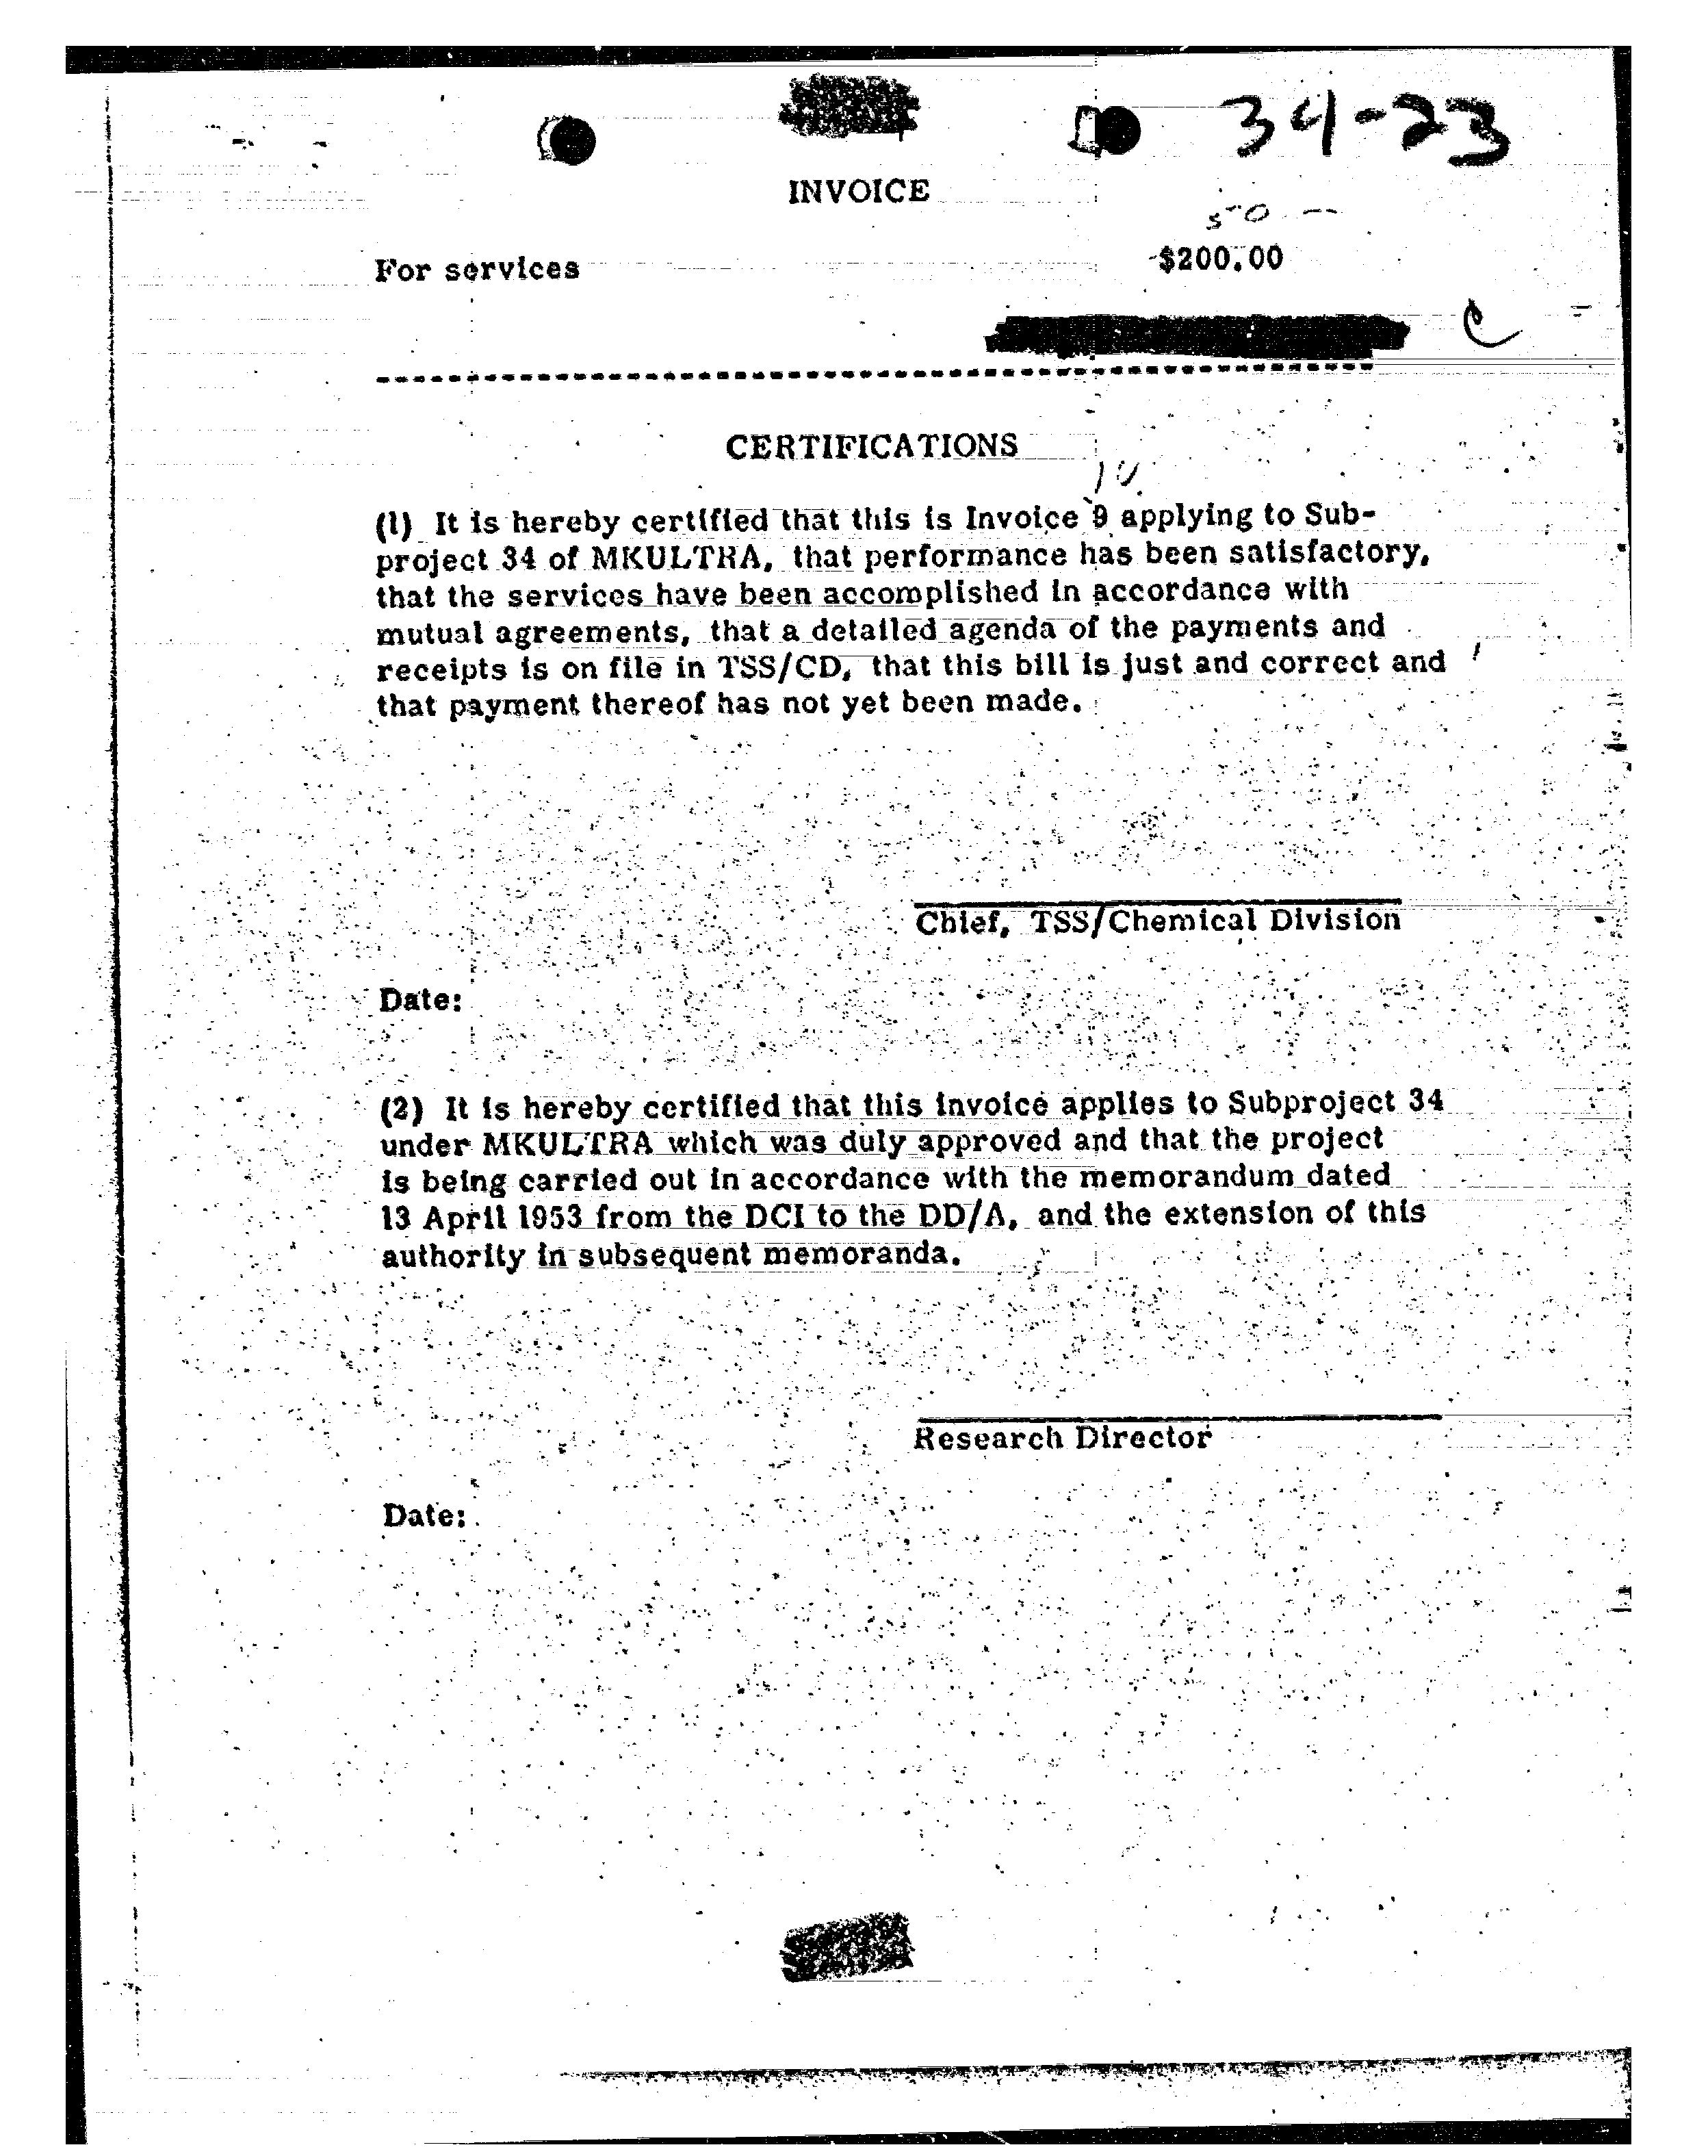 34-23
INVOICE
50 --
For services $200.00
C
CERTIFICATIONS
10
(1) It is hereby certified that this is Invoice 9 applying to Sub-
project 34 of MKULTRA, that performance has been satisfactory,
that the services have been accomplished in accordance with
mutual agreements, that a detailed agenda of the payments and
receipts is on file in TSS/CD, that this bill is just and correct and
that payment thereof has not yet been made.
Chief, TSS/Chemical Division
Date:
(2) It is hereby certified that this invoice applies to Subproject 34
under MKULTRA which was duly approved and that the project
is being carried out in accordance with the memorandum dated
13 April 1953 from the DCI to the DD/A, and the extension of this
authority in subsequent memoranda.
Research Director
Date: